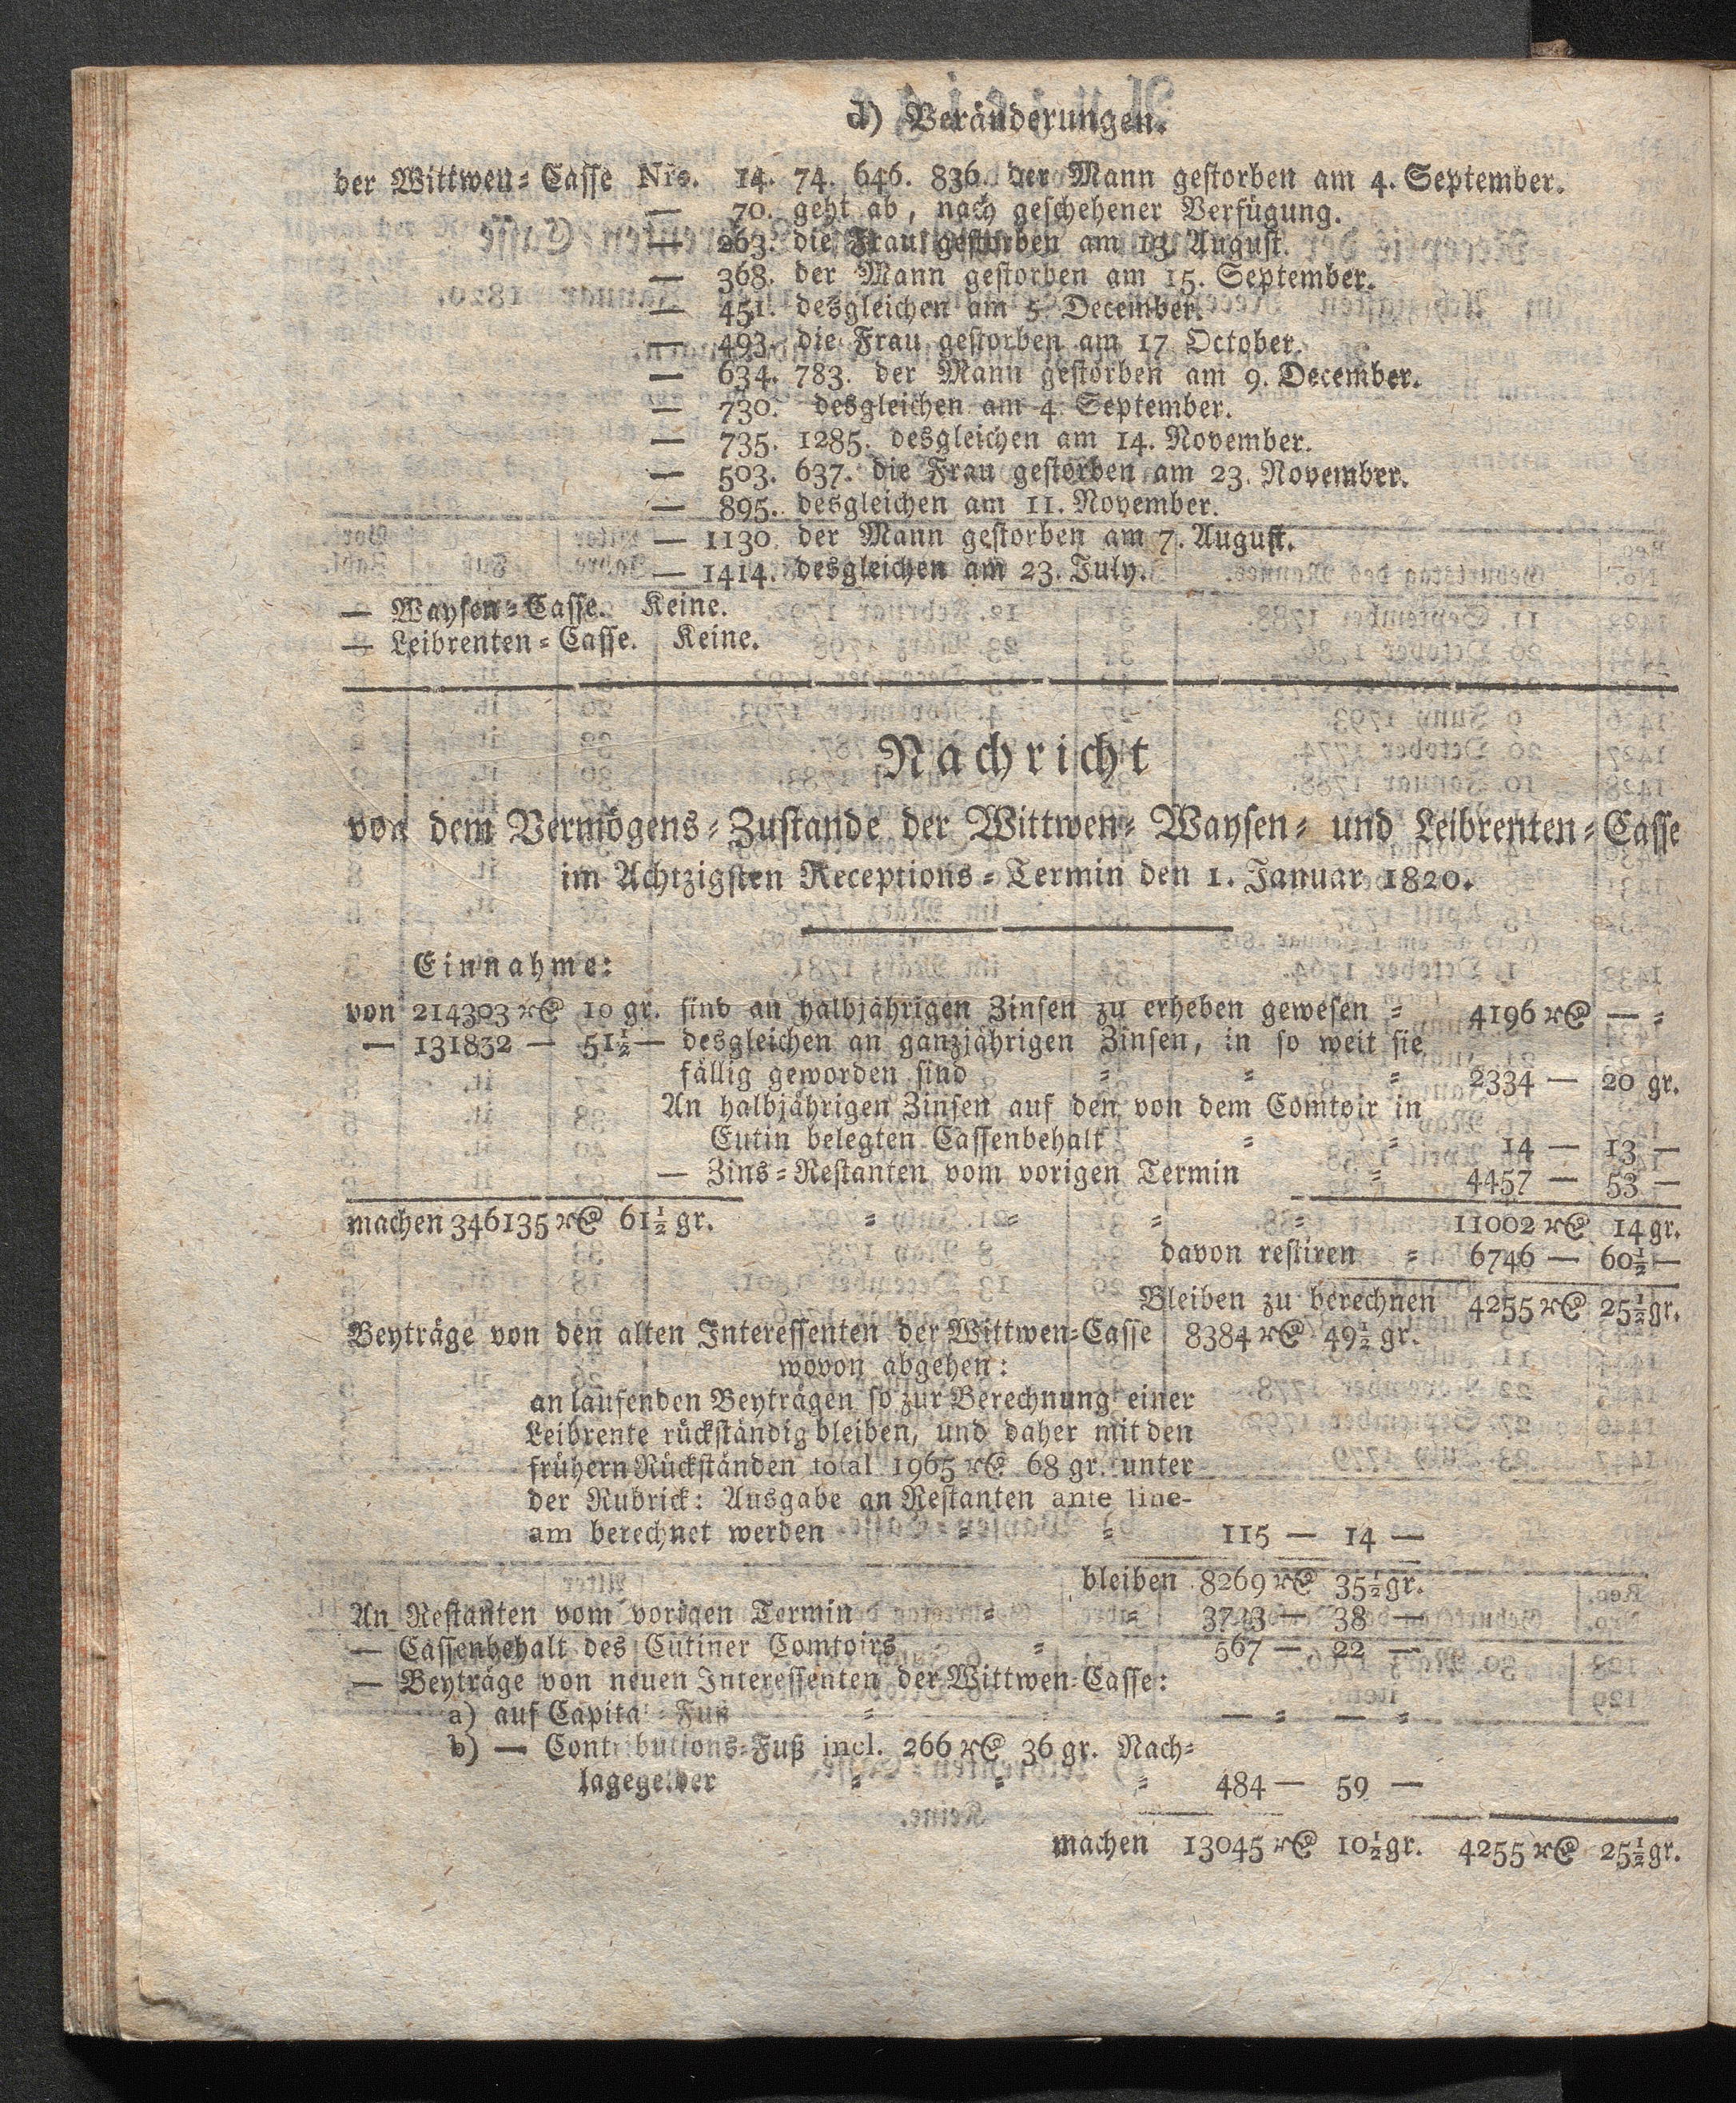 d) Veränderungen.
der Wittwen-Casse Nro. 14. 74. 646. 836. der Mann gestorben am 4. September.
— 70. geht ab, nach geschehener Verfügung.
— 263. die Frau gestorben am 13. August.
— 368. der Mann gestorben am 15. September.
— 451. desgleichen am 5. December.
— 493. die Frau gestorben am 17 October.
— 634. 783. der Mann gestorben am 9. December.
— 730. desgleichen am 4. September.
— 735. 1285. desgleichen am 14. November.
— 503. 637. die Frau gestorben am 23. November.
— 895. desgleichen am 11. November.
— 1130. der Mann gestorben am 7. August.
— 1414. desgleichen am 23. July.
— Waysen-Casse. Keine.
— Leibrenten-Casse. Keine.
Nachricht
von dem Vermögens-Zustande der Wittwen- Waysen- und Leibrenten-Casse
im Achtzigsten Receptions-Termin den 1. Januar 1820.
Einnahme:
von 214303 r₰ 10 gr. sind an halbjährigen Zinsen zu erheben gewesen = 4196 r₰ — =
— 131832 — 51½ — desgleichen an ganzjährigen Zinsen, in so weit sie
fällig geworden sind = = = 2334 — 20 gr.
An halbjährigen Zinsen auf den von dem Comtoir in
Eutin belegten Cassenbehalt = = 14 — 13 —
— Zins-Restanten vom vorigen Termin = 4457 — 53 —
machen 346135 r₰ 61½ gr. = = = = 11002 r₰ 14 gr.
davon restiren = 6746 — 60½ —
Bleiben zu berechnen 4255 r₰ 25½ gr.
Beyträge von den alten Interessenten der Wittwen-Casse 8384 r₰ 49½ gr.
wovon abgehen:
an laufenden Beyträgen so zur Berechnung einer
Leibrente rückständig bleiben, und daher mit den
frühern Rückständen total 1965 r₰ 68 gr. unter
der Rubrick: Ausgabe an Restanten ante line-
am berechnet werden = = 115 — 14 —
bleiben 8269 r₰ 35½ gr.
An Restanten vom vorigen Termin = = 3723 — 38 —
— Cassenbehalt des Eutiner Comtoirs = 567 — 22 —
— Beyträge von neuen Interessenten der Wittwen-Casse:
a) auf Capital-Fuß = = — = — =
b) — Contributions-Fuß incl. 266 r₰ 36 gr. Nach-
lagegelder = = = 484 — 59 —
machen 13045 r₰ 10½ gr. 4255 r₰ 25½ gr.